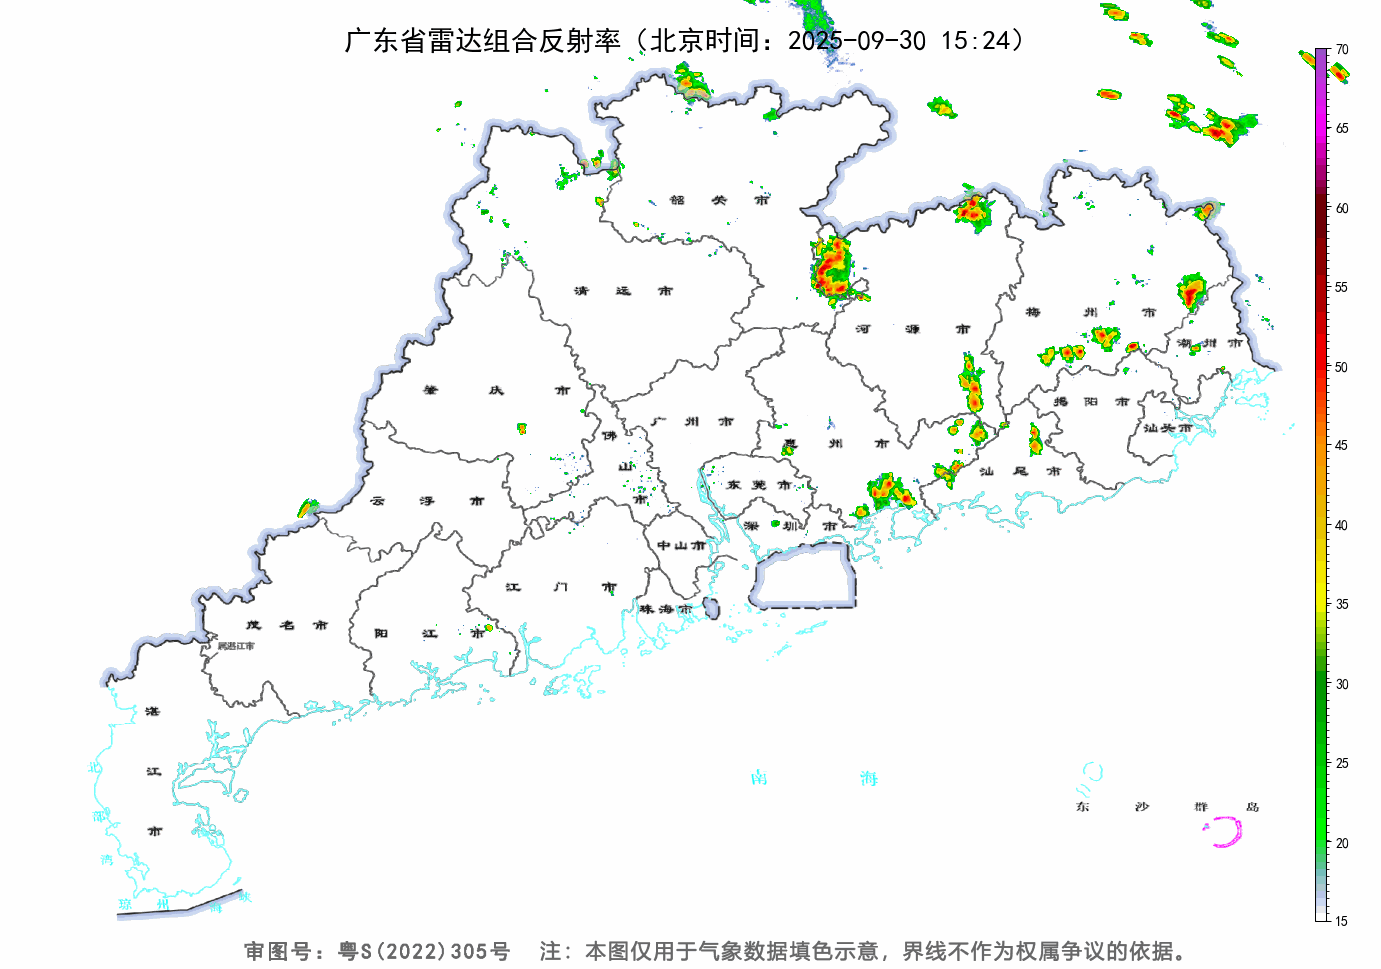 广东省雷达组合反射率（北京时间：2025-09-30 15:24）
70
65
60
55
50
45
40
35
30
25
20
15
韶关市
清远市
河源市
梅州市
潮州市
肇庆市
广州市
佛山市
惠州市
揭阳市
汕头市
汕尾市
东莞市
云浮市
深圳市
中山市
江门市
珠海市
茂名市
阳江市
属湛江市
湛江市
北部湾
南海
东沙群岛
琼州海峡
审图号：粤S(2022)305号 注：本图仅用于气象数据填色示意，界线不作为权属争议的依据。